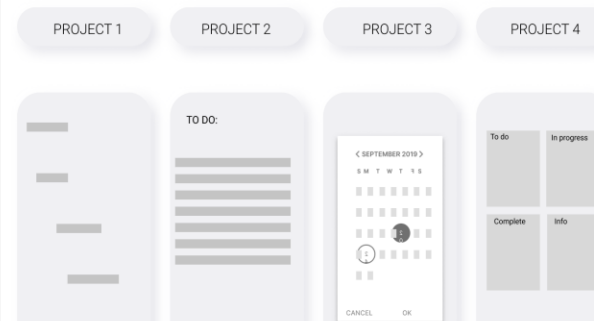 PROJECT 1
PROJECT 2
PROJECT 3
PROJECT 4
TO DO:
SEPTEMBER 2019
S M T W T S
CANCEL OK
To do
In progress
Complete
Info